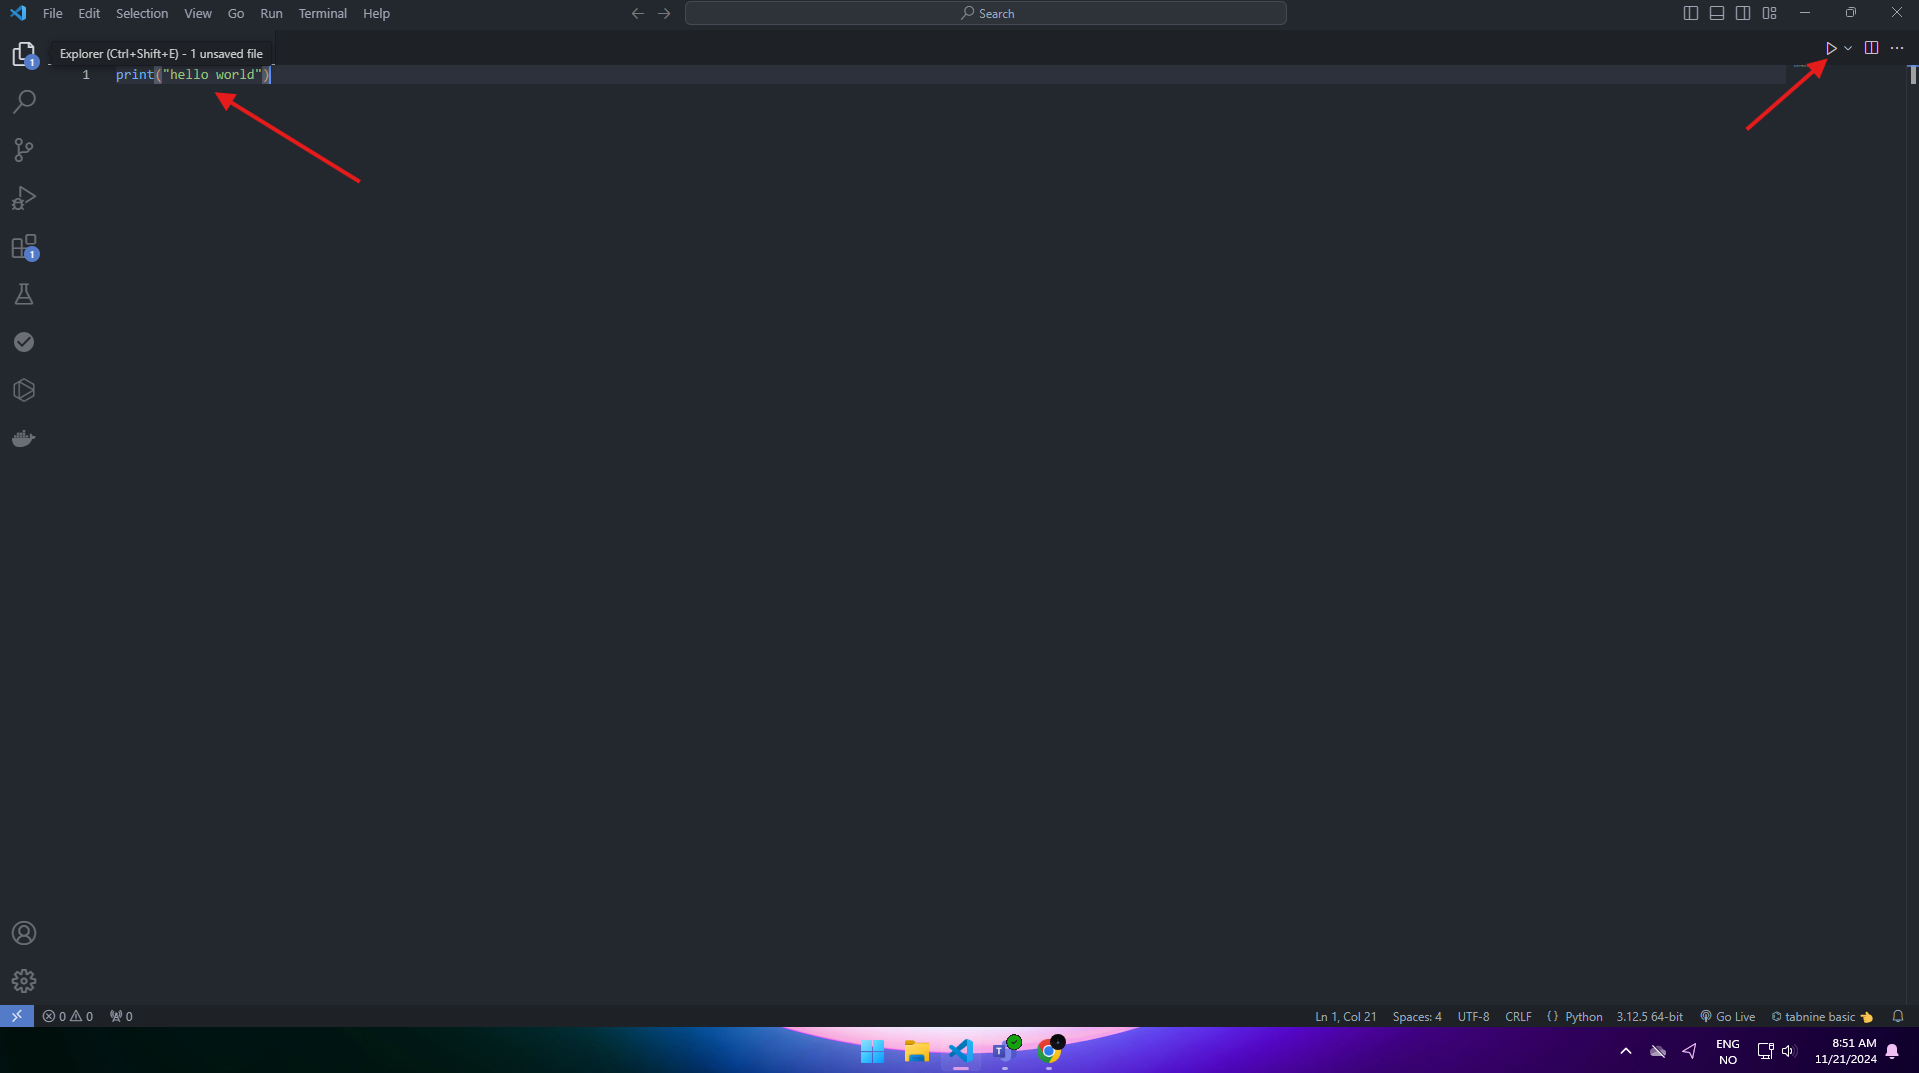 File Edit Selection View Go Run Terminal Help
Search
Explorer (Ctrl+Shift+E) - 1 unsaved file
1
1 print("hello world")
1
0 0 0
Ln 1, Col 21 Spaces: 4 UTF-8 CRLF {} Python 3.12.5 64-bit Go Live tabnine basic
T
ENG
NO
8:51 AM
11/21/2024